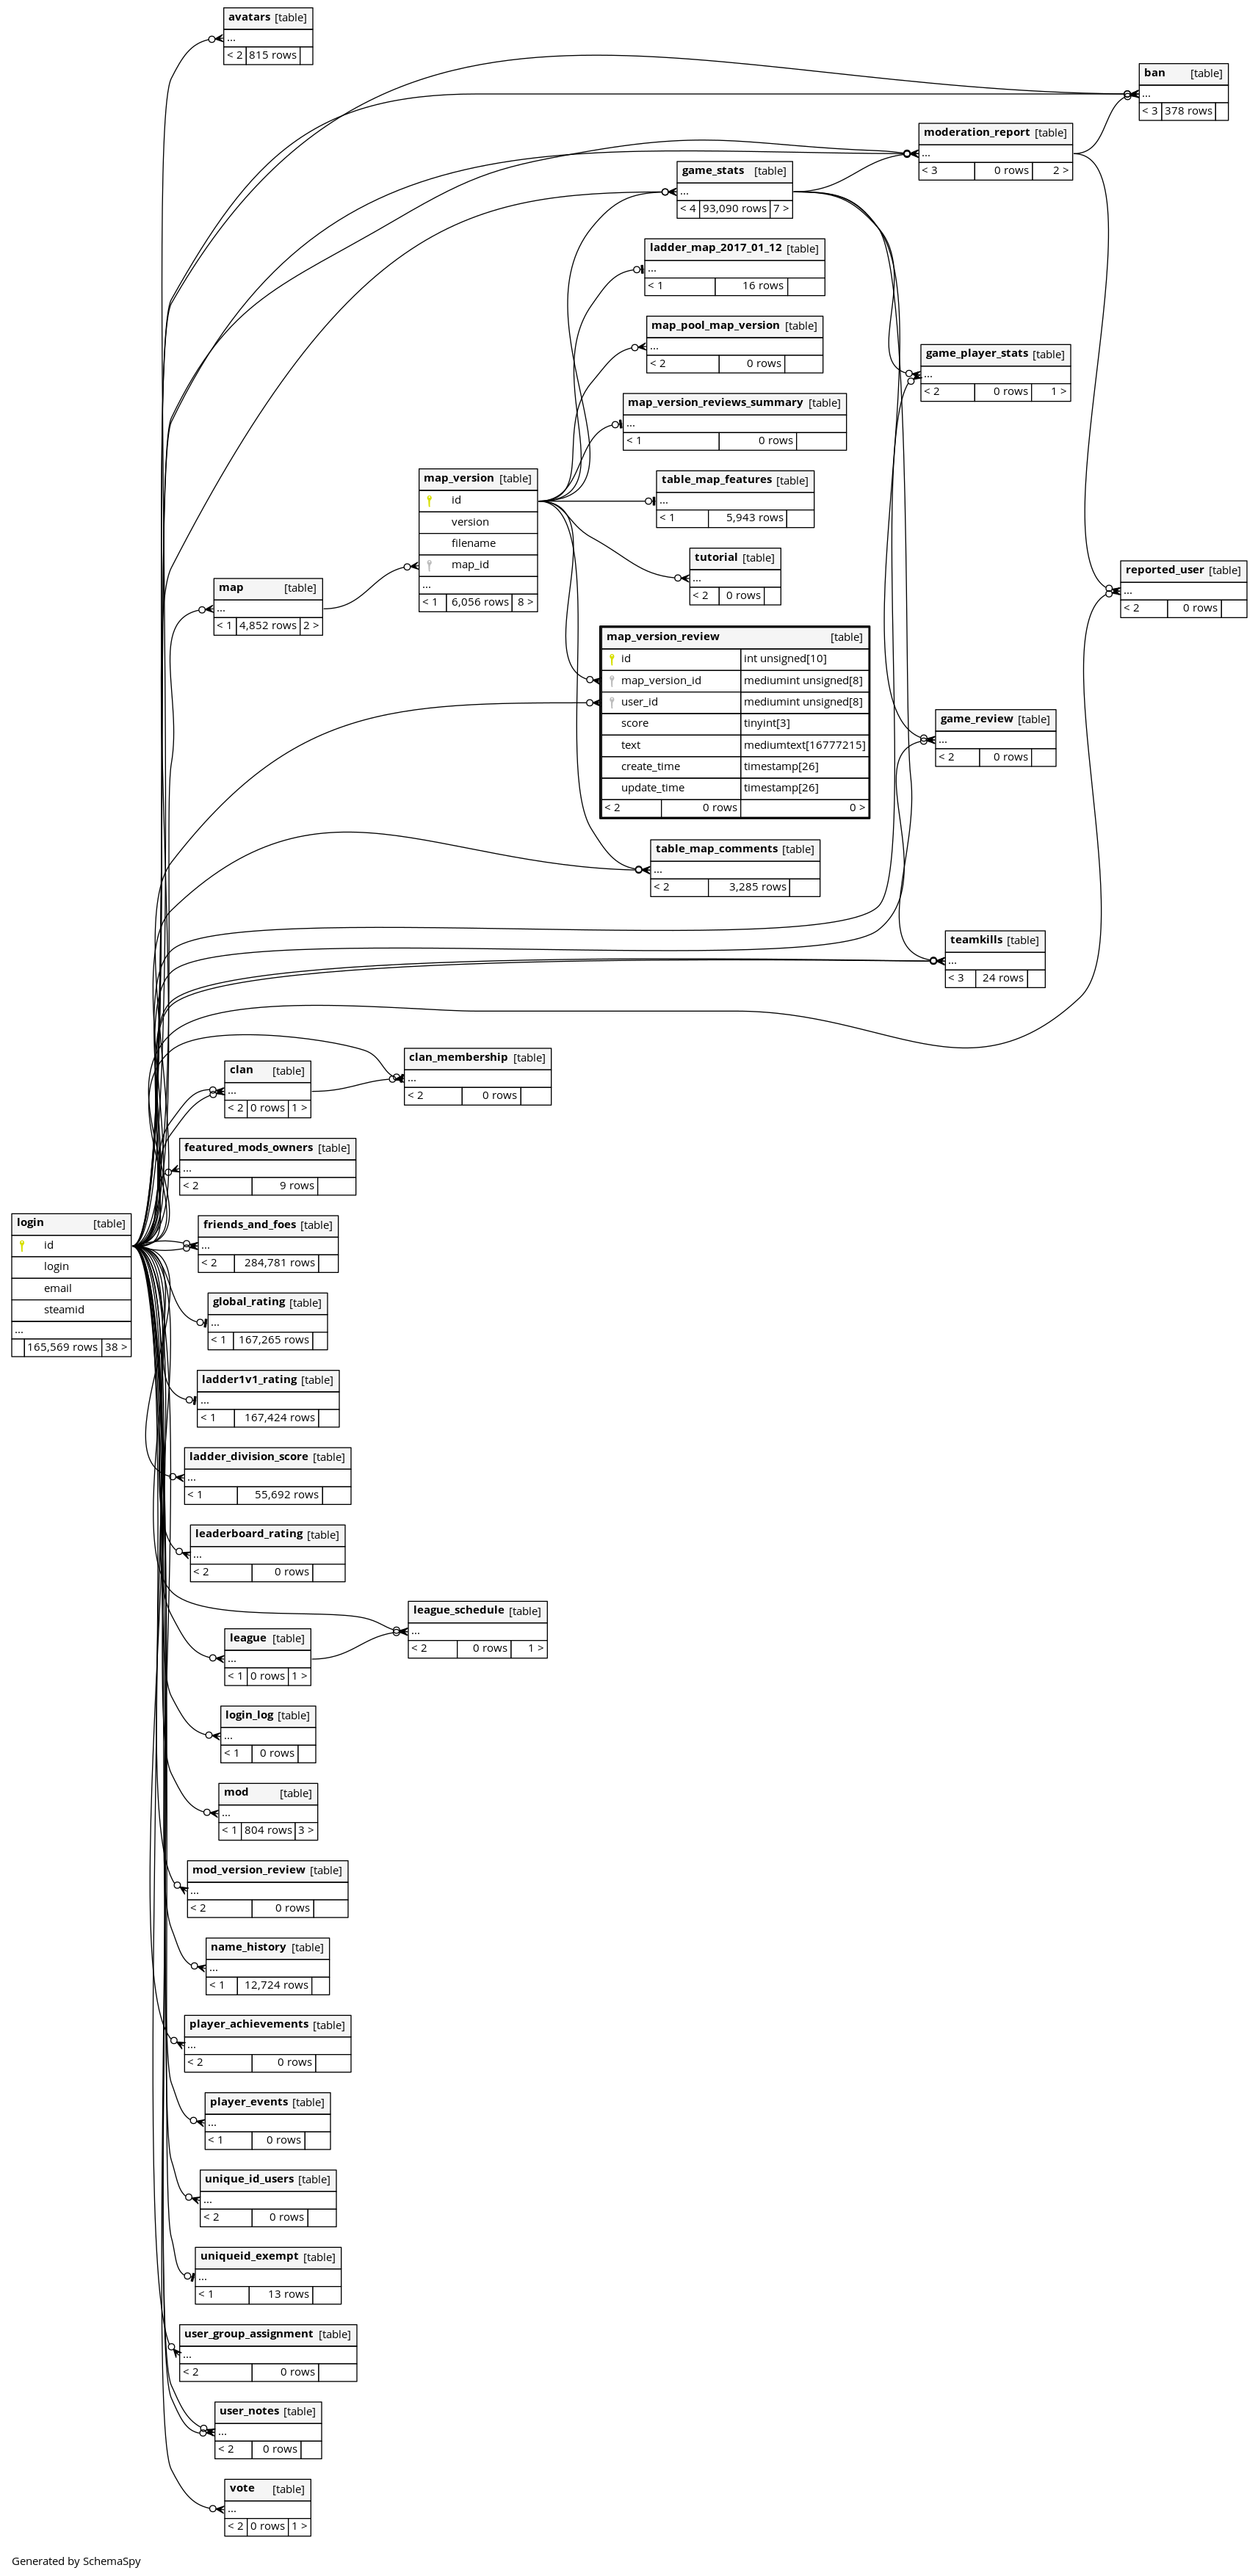 avatars [table]
...
< 2 815 rows
ban [table]
...
< 3 378 rows
moderation_report [table]
...
< 3 0 rows 2 >
game_stats [table]
...
< 4 93,090 rows 7 >
ladder_map_2017_01_12 [table]
...
< 1 16 rows
map_pool_map_version [table]
...
< 2 0 rows
game_player_stats [table]
...
< 2 0 rows 1 >
map_version_reviews_summary [table]
...
< 1 0 rows
map_version [table]
id
version
filename
map_id
...
< 1 6,056 rows 8 >
table_map_features [table]
...
< 1 5,943 rows
tutorial [table]
...
< 2 0 rows
reported_user [table]
...
< 2 0 rows
map [table]
...
< 1 4,852 rows 2 >
map_version_review [table]
id int unsigned[10]
map_version_id mediumint unsigned[8]
user_id mediumint unsigned[8]
score tinyint[3]
text mediumtext[16777215]
create_time timestamp[26]
update_time timestamp[26]
< 2 0 rows 0 >
game_review [table]
...
< 2 0 rows
table_map_comments [table]
...
< 2 3,285 rows
teamkills [table]
...
< 3 24 rows
clan_membership [table]
...
< 2 0 rows
clan [table]
...
< 2 0 rows 1 >
featured_mods_owners [table]
...
< 2 9 rows
login [table]
id
login
email
steamid
...
165,569 rows 38 >
friends_and_foes [table]
...
< 2 284,781 rows
global_rating [table]
...
< 1 167,265 rows
ladder1v1_rating [table]
...
< 1 167,424 rows
ladder_division_score [table]
...
< 1 55,692 rows
leaderboard_rating [table]
...
< 2 0 rows
league_schedule [table]
...
< 2 0 rows 1 >
league [table]
...
< 1 0 rows 1 >
login_log [table]
...
< 1 0 rows
mod [table]
...
< 1 804 rows 3 >
mod_version_review [table]
...
< 2 0 rows
name_history [table]
...
< 1 12,724 rows
player_achievements [table]
...
< 2 0 rows
player_events [table]
...
< 1 0 rows
unique_id_users [table]
...
< 2 0 rows
uniqueid_exempt [table]
...
< 1 13 rows
user_group_assignment [table]
...
< 2 0 rows
user_notes [table]
...
< 2 0 rows
vote [table]
...
< 2 0 rows 1 >
Generated by SchemaSpy